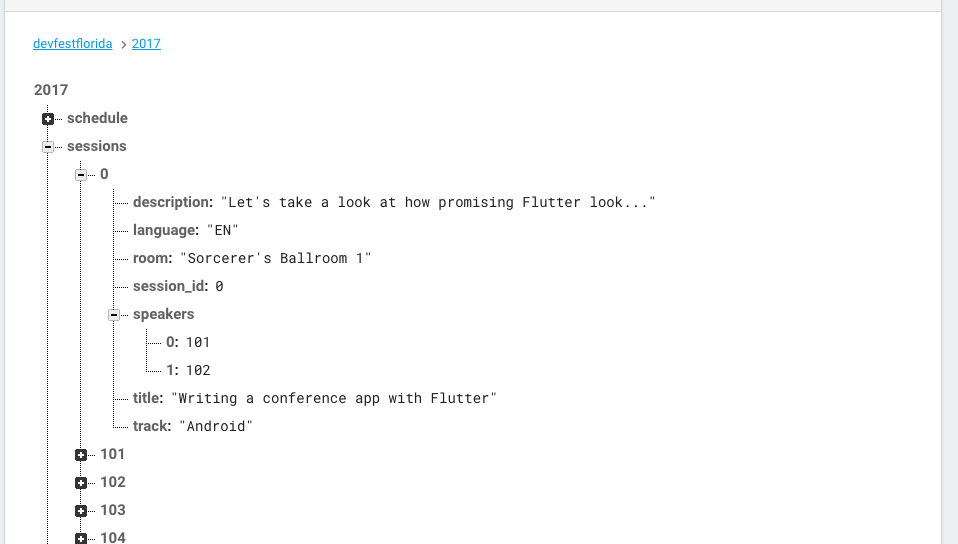 devfestflorida > 2017
2017
schedule
sessions
0
description: "Let's take a look at how promising Flutter look..."
language: "EN"
room: "Sorcerer's Ballroom 1"
session_id: 0
speakers
0: 101
1: 102
title: "Writing a conference app with Flutter"
track: "Android"
101
102
103
104